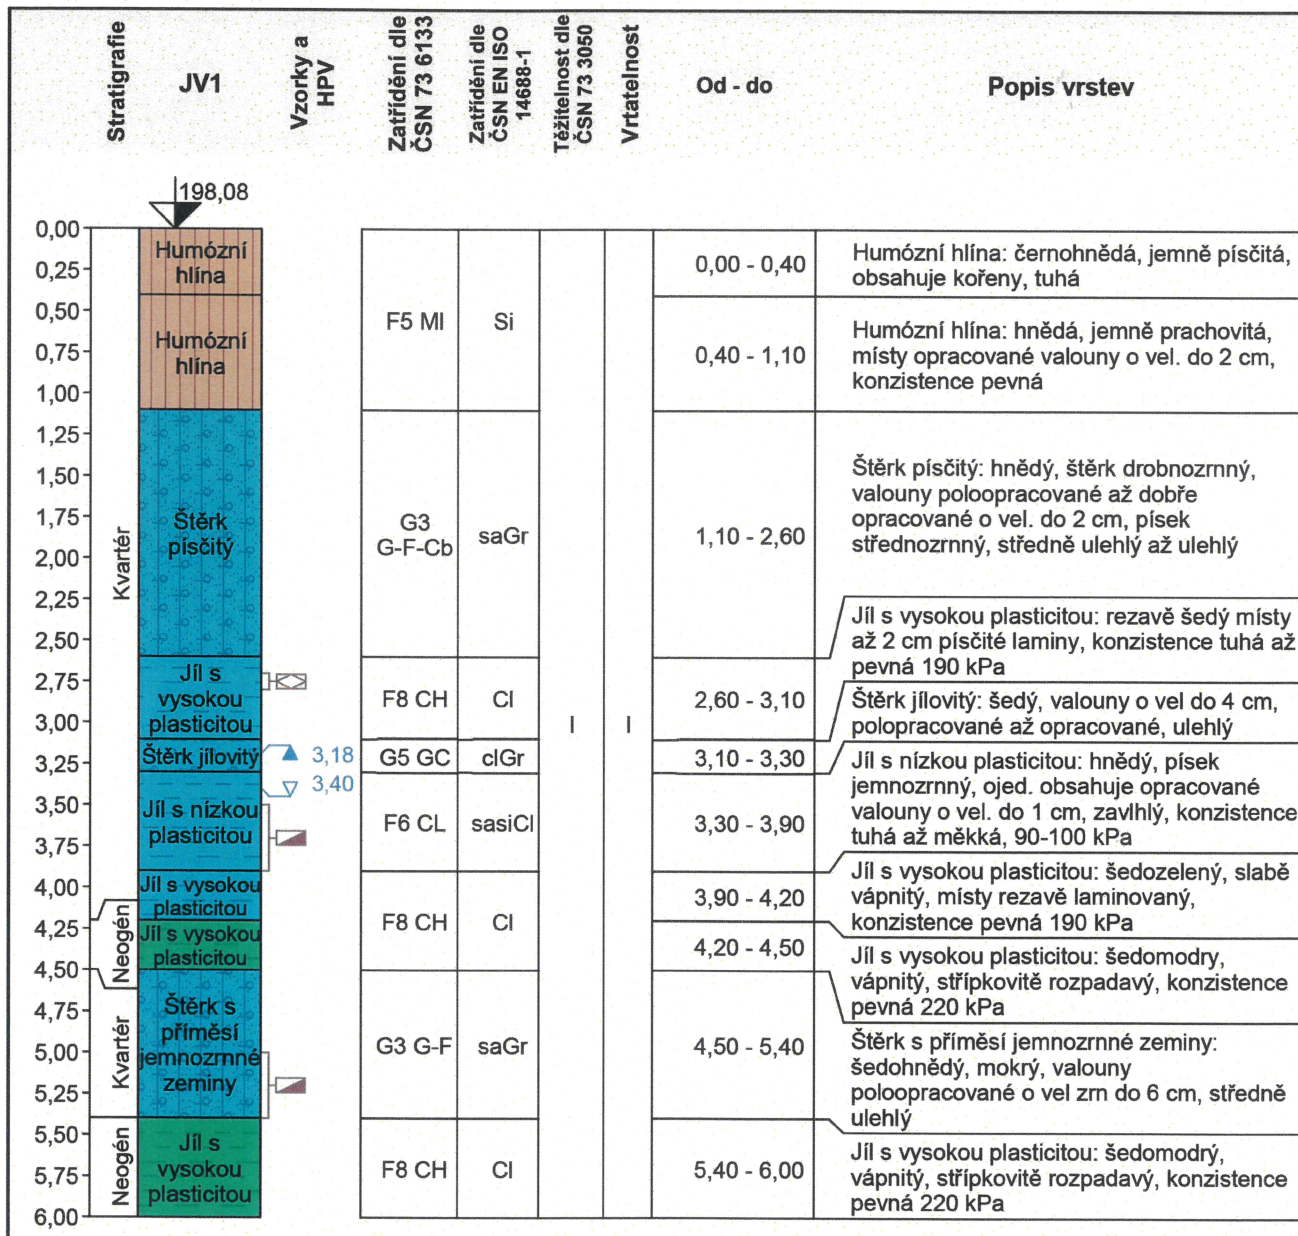 Stratigrafie
JV1
Vzorky a
HPV
Zatřídění dle
ČSN 73 6133
Zatřídění dle
ČSN EN ISO
14688-1
Těžitelnost dle
ČSN 73 3050
Vrtatelnost
Od - do
Popis vrstev
198,08
0,00
0,25
0,50
0,75
1,00
1,25
1,50
1,75
2,00
2,25
2,50
2,75
3,00
3,25
3,50
3,75
4,00
4,25
4,50
4,75
5,00
5,25
5,50
5,75
6,00
Kvartér
Neogén
Kvartér
Neogén
Humózní
hlína
Humózní
hlína
Štěrk
písčitý
Jíl s
vysokou
plasticitou
Štěrk jílovitý
Jíl s nízkou
plasticitou
Jíl s vysokou
plasticitou
Jíl s vysokou
plasticitou
Štěrk s
příměsí
jemnozrnné
zeminy
Jíl s
vysokou
plasticitou
3,18
3,40
F5 MI
G3
G-F-Cb
F8 CH
G5 GC
F6 CL
F8 CH
G3 G-F
F8 CH
Si
saGr
Cl
clGr
sasiCl
Cl
saGr
Cl
I
I
0,00 - 0,40
Humózní hlína: černohnědá, jemně písčitá,
obsahuje kořeny, tuhá
0,40 - 1,10
Humózní hlína: hnědá, jemně prachovitá,
místy opracované valouny o vel. do 2 cm,
konzistence pevná
1,10 - 2,60
Štěrk písčitý: hnědý, štěrk drobnozrnný,
valouny poloopracované až dobře
opracované o vel. do 2 cm, písek
střednozrnný, středně ulehlý až ulehlý
2,60 - 3,10
Jíl s vysokou plasticitou: rezavě šedý místy
až 2 cm písčité laminy, konzistence tuhá až
pevná 190 kPa
3,10 - 3,30
Štěrk jílovitý: šedý, valouny o vel do 4 cm,
polopracované až opracované, ulehlý
3,30 - 3,90
Jíl s nízkou plasticitou: hnědý, písek
jemnozrnný, ojed. obsahuje opracované
valouny o vel. do 1 cm, zavlhlý, konzistence
tuhá až měkká, 90-100 kPa
3,90 - 4,20
Jíl s vysokou plasticitou: šedozelený, slabě
vápnitý, místy rezavě laminovaný,
konzistence pevná 190 kPa
4,20 - 4,50
Jíl s vysokou plasticitou: šedomodry,
vápnitý, střípkovitě rozpadavý, konzistence
pevná 220 kPa
4,50 - 5,40
Štěrk s příměsí jemnozrnné zeminy:
šedohnědý, mokrý, valouny
poloopracované o vel zrn do 6 cm, středně
ulehlý
5,40 - 6,00
Jíl s vysokou plasticitou: šedomodrý,
vápnitý, střípkovitě rozpadavý, konzistence
pevná 220 kPa